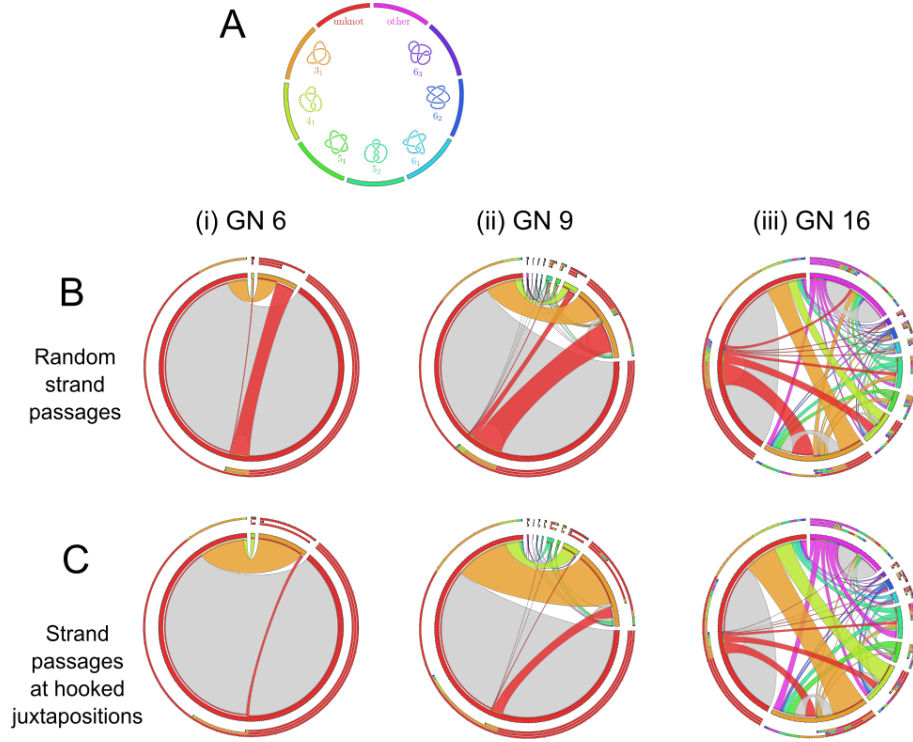 A
unknot other
3₁ 6₃
4₁ 6₂
5₁ 5₂ 6₁
(i) GN 6 (ii) GN 9 (iii) GN 16
B
Random
strand
passages
C
Strand
passages
at hooked
juxtapositions